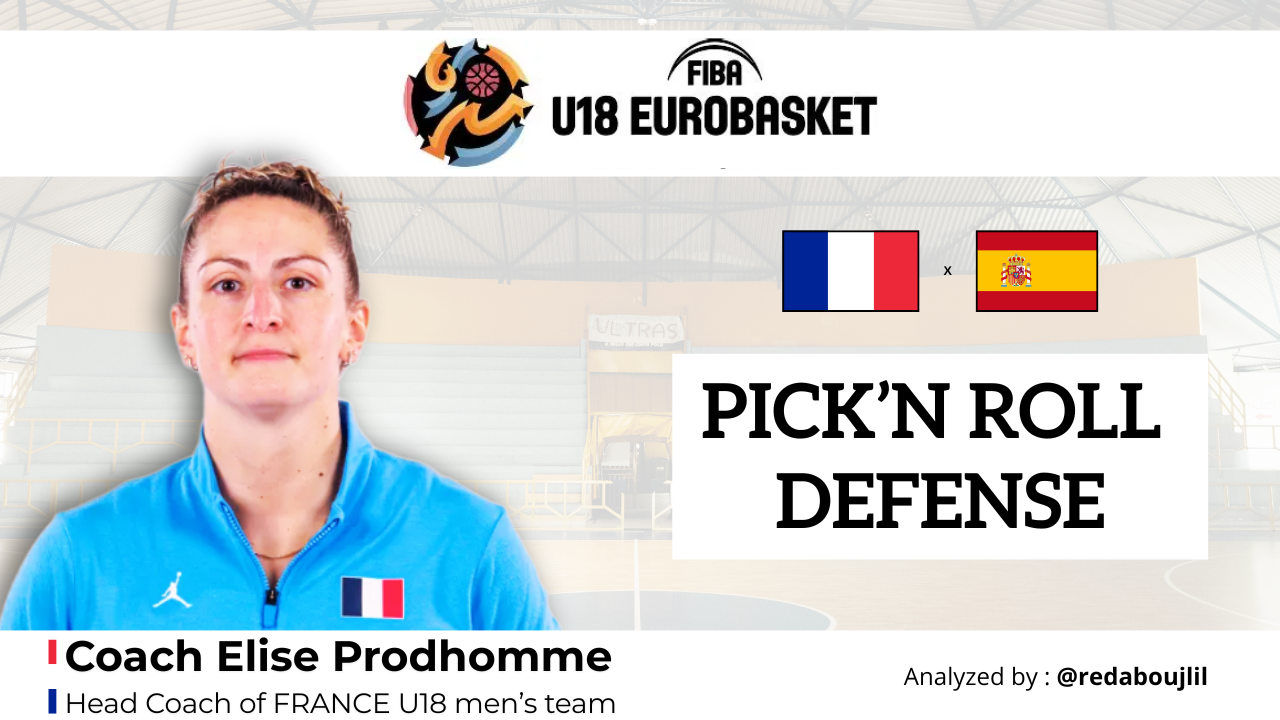 FIBA
U18 EUROBASKET
ULTRAS
x
PICK’N ROLL
DEFENSE
Coach Elise Prodhomme
Head Coach of FRANCE U18 men’s team
Analyzed by : @redaboujlil